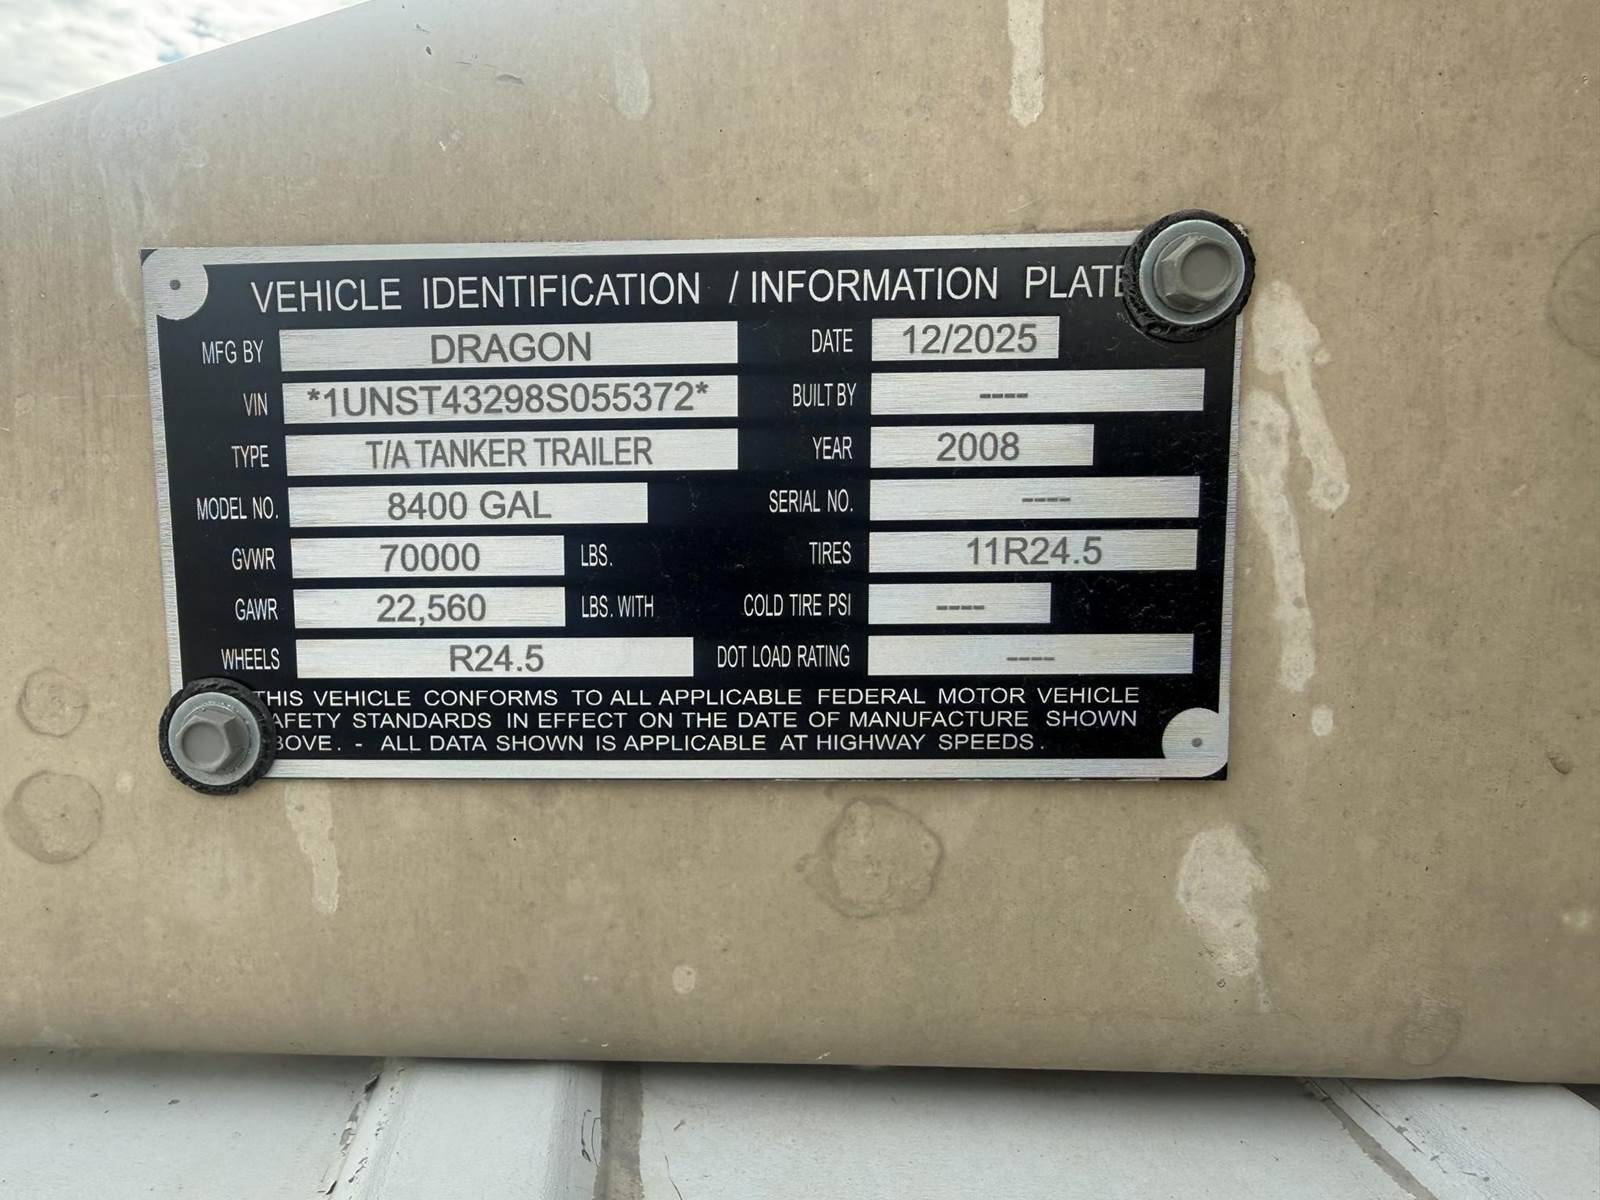 VEHICLE IDENTIFICATION / INFORMATION PLATE
MFG BY DRAGON DATE 12/2025
VIN *1UNST43298S055372* BUILT BY ----
TYPE T/A TANKER TRAILER YEAR 2008
MODEL NO. 8400 GAL SERIAL NO. ----
GVWR 70000 LBS. TIRES 11R24.5
GAWR 22,560 LBS. WITH COLD TIRE PSI ----
WHEELS R24.5 DOT LOAD RATING ----
THIS VEHICLE CONFORMS TO ALL APPLICABLE FEDERAL MOTOR VEHICLE
AFETY STANDARDS IN EFFECT ON THE DATE OF MANUFACTURE SHOWN
BOVE. - ALL DATA SHOWN IS APPLICABLE AT HIGHWAY SPEEDS.